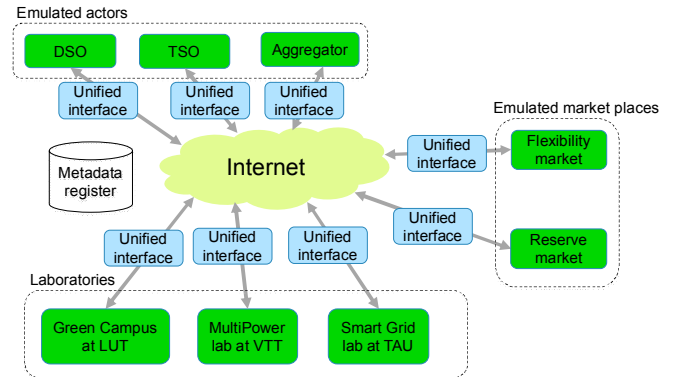 Emulated actors
DSO
TSO
Aggregator
Unified
interface
Unified
interface
Unified
interface
Emulated market places
Metadata
register
Internet
Unified
interface
Flexibility
market
Unified
interface
Reserve
market
Unified
interface
Unified
interface
Unified
interface
Laboratories
Green Campus
at LUT
MultiPower
lab at VTT
Smart Grid
lab at TAU